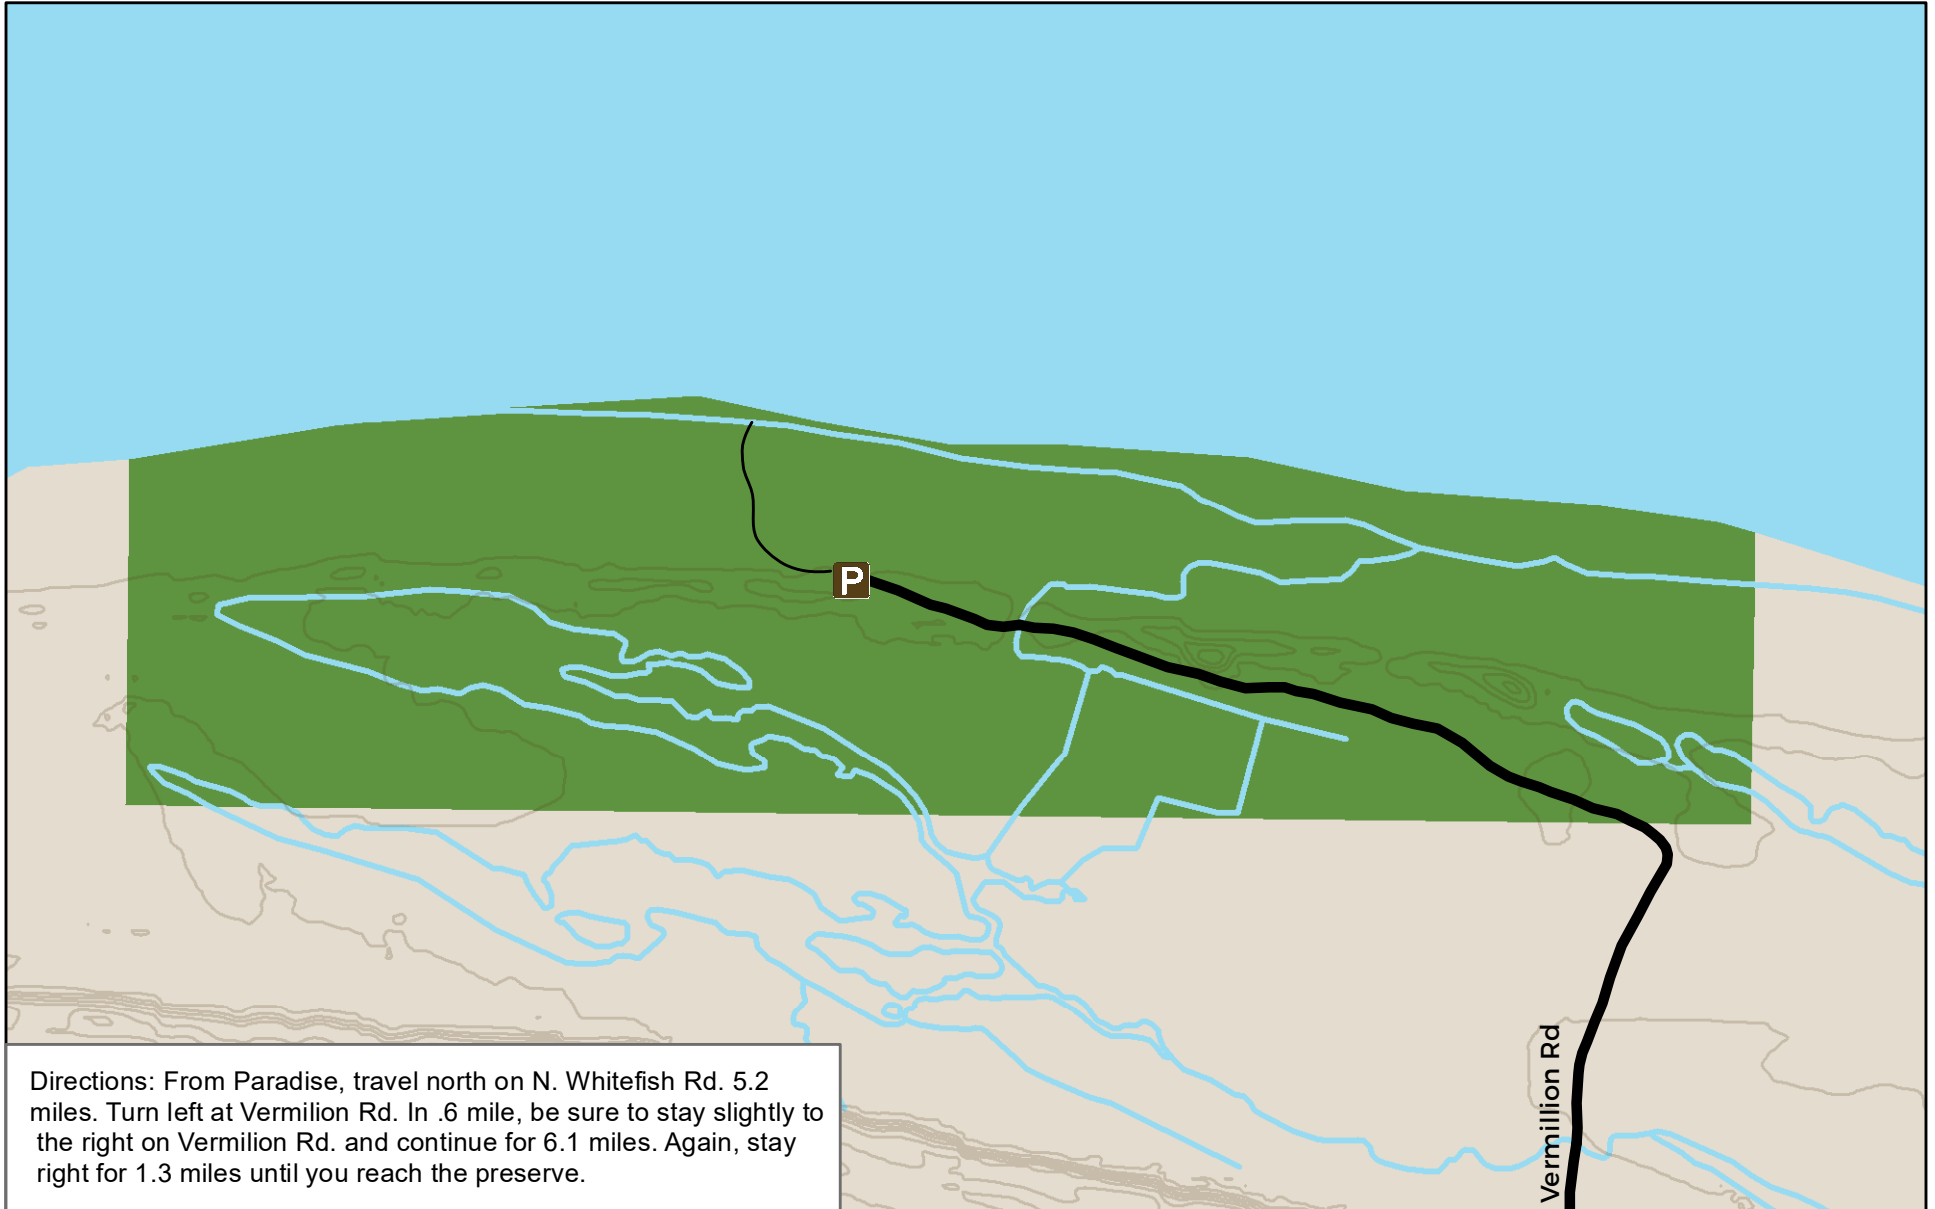 P
Vermillion Rd
Directions: From Paradise, travel north on N. Whitefish Rd. 5.2
miles. Turn left at Vermilion Rd. In .6 mile, be sure to stay slightly to
the right on Vermilion Rd. and continue for 6.1 miles. Again, stay
right for 1.3 miles until you reach the preserve.